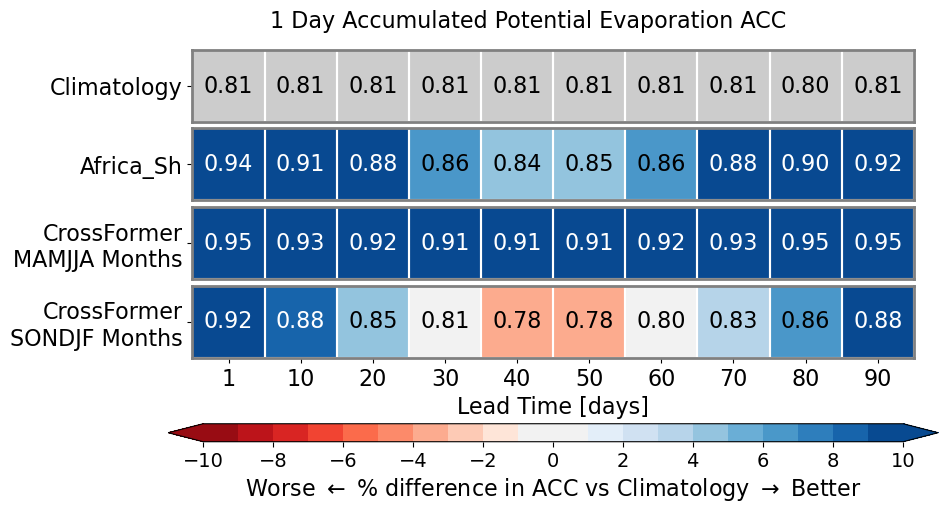 1 Day Accumulated Potential Evaporation ACC
Climatology 0.81 0.81 0.81 0.81 0.81 0.81 0.81 0.81 0.80 0.81
Africa_Sh 0.94 0.91 0.88 0.86 0.84 0.85 0.86 0.88 0.90 0.92
CrossFormer
MAMJJA Months 0.95 0.93 0.92 0.91 0.91 0.91 0.92 0.93 0.95 0.95
CrossFormer
SONDJF Months 0.92 0.88 0.85 0.81 0.78 0.78 0.80 0.83 0.86 0.88
1 10 20 30 40 50 60 70 80 90
Lead Time [days]
−10 −8 −6 −4 −2 0 2 4 6 8 10
Worse ← % difference in ACC vs Climatology → Better